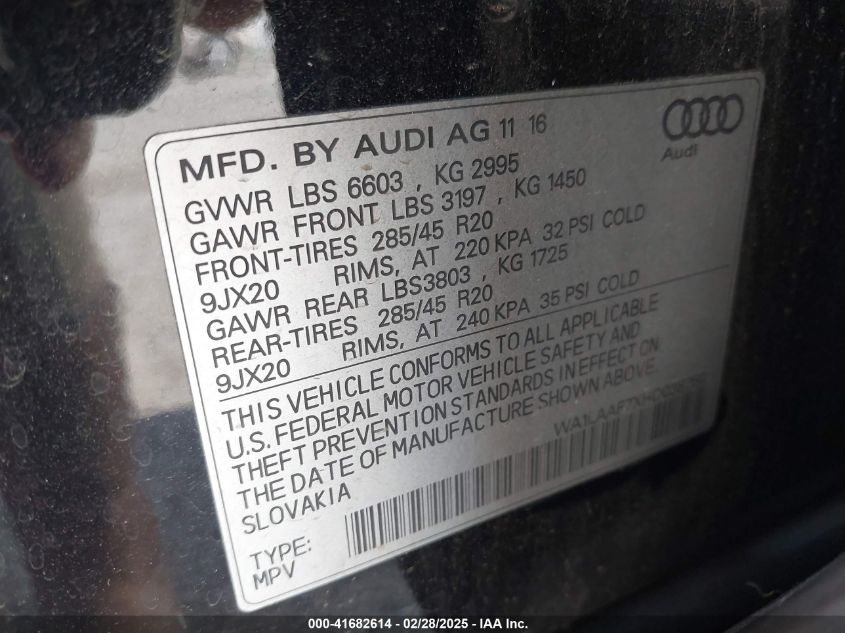 MFD. BY AUDI AG 11 16
Audi
GVWR LBS 6603 , KG 2995
GAWR FRONT LBS 3197 , KG 1450
FRONT-TIRES 285/45 R20
9JX20 RIMS, AT 220 KPA 32 PSI COLD
GAWR REAR LBS3803 , KG 1725
REAR-TIRES 285/45 R20
9JX20 RIMS, AT 240 KPA 35 PSI COLD
THIS VEHICLE CONFORMS TO ALL APPLICABLE
U.S. FEDERAL MOTOR VEHICLE SAFETY AND
THEFT PREVENTION STANDARDS IN EFFECT ON
THE DATE OF MANUFACTURE SHOWN ABOVE.
SLOVAKIA
TYPE:
MPV
000-41682614 - 02/28/2025 - IAA Inc.